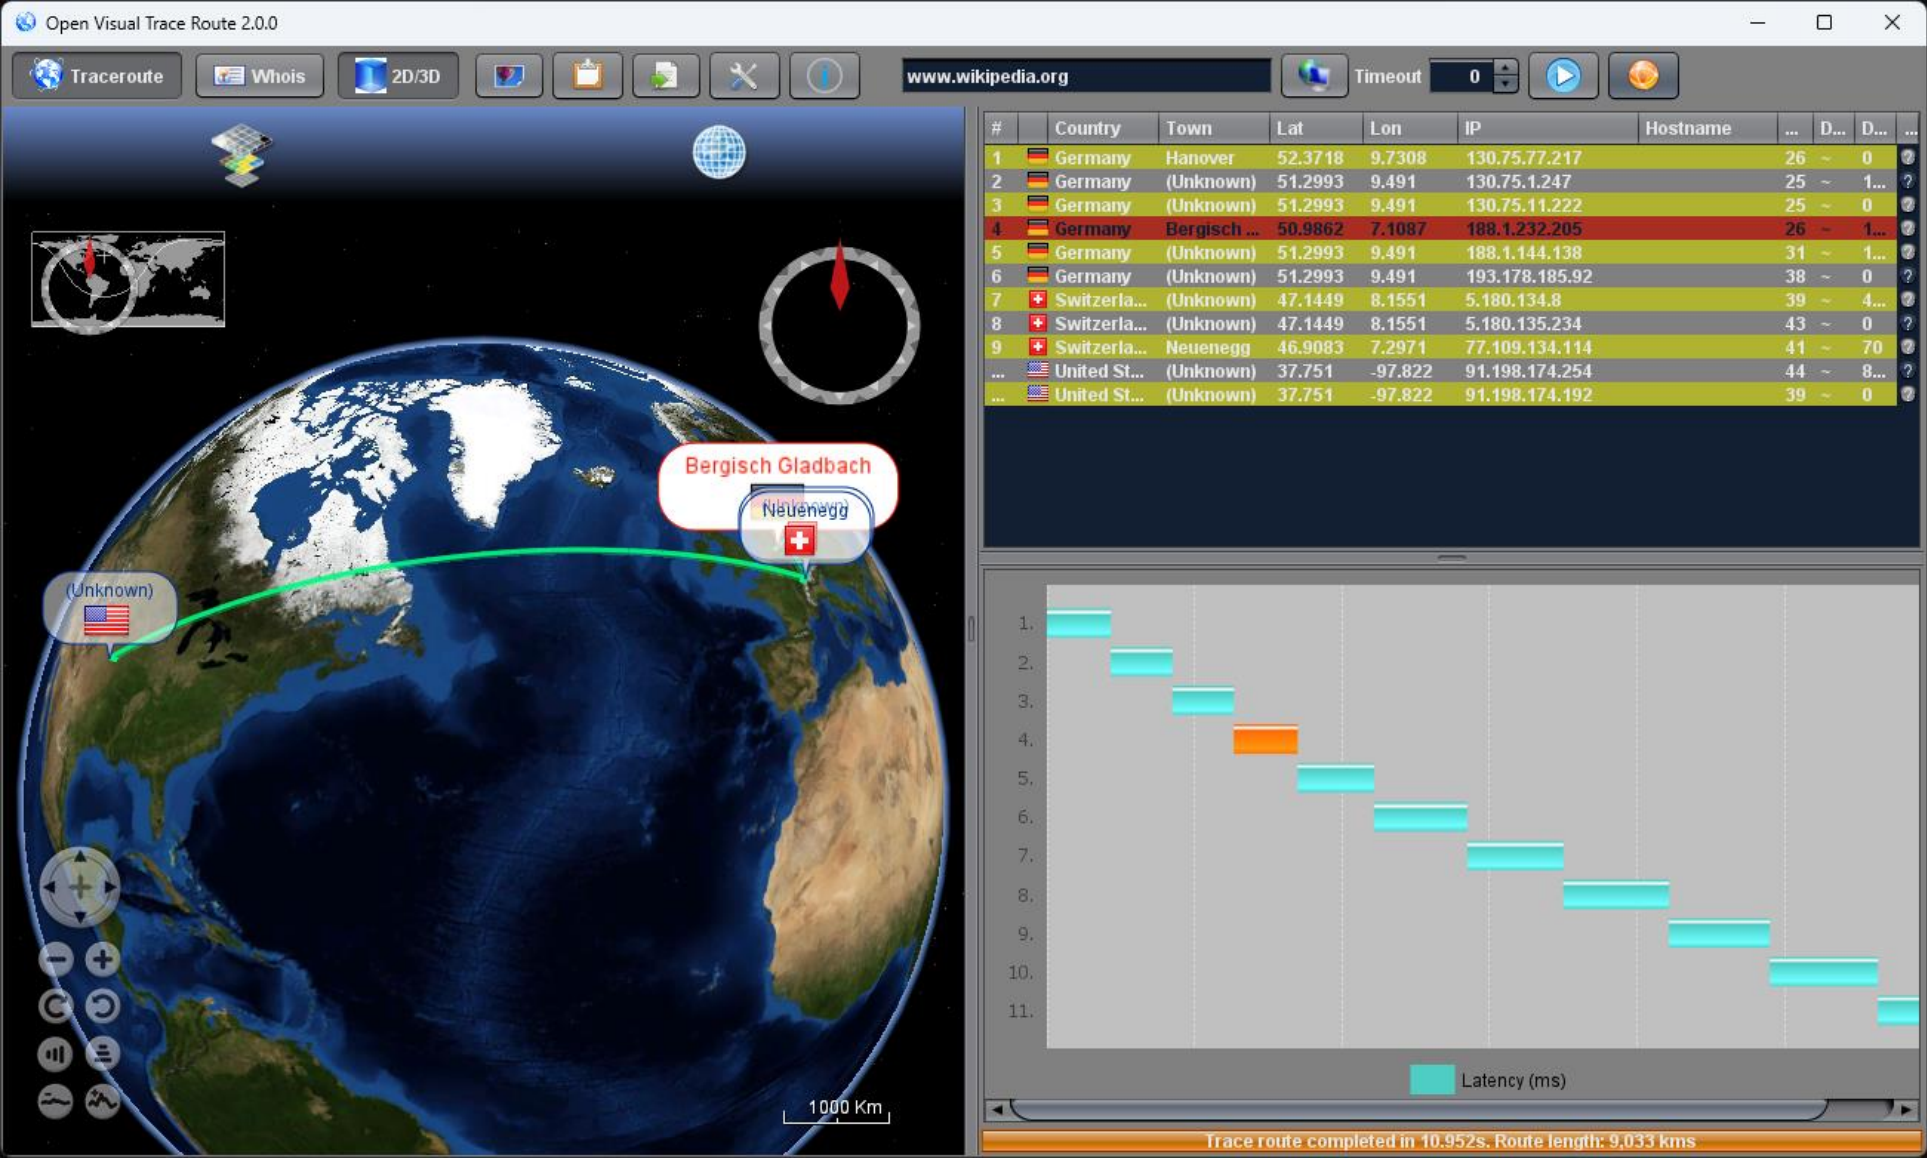 Open Visual Trace Route 2.0.0
Traceroute Whois 2D/3D www.wikipedia.org Timeout 0
# Country Town Lat Lon IP Hostname ... D... D... ...
1 Germany Hanover 52.3718 9.7308 130.75.77.217 26 ~ 0 ?
2 Germany (Unknown) 51.2993 9.491 130.75.1.247 25 ~ 1... ?
3 Germany (Unknown) 51.2993 9.491 130.75.11.222 25 ~ 0 ?
4 Germany Bergisch ... 50.9862 7.1087 188.1.232.205 26 ~ 1... ?
5 Germany (Unknown) 51.2993 9.491 188.1.144.138 31 ~ 1... ?
6 Germany (Unknown) 51.2993 9.491 193.178.185.92 38 ~ 0 ?
7 Switzerla... (Unknown) 47.1449 8.1551 5.180.134.8 39 ~ 4... ?
8 Switzerla... (Unknown) 47.1449 8.1551 5.180.135.234 43 ~ 0 ?
9 Switzerla... Neuenegg 46.9083 7.2971 77.109.134.114 41 ~ 70 ?
... United St... (Unknown) 37.751 -97.822 91.198.174.254 44 ~ 8... ?
... United St... (Unknown) 37.751 -97.822 91.198.174.192 39 ~ 0 ?
Bergisch Gladbach
(Unknown)
Neuenegg
(Unknown)
1000 Km
1.
2.
3.
4.
5.
6.
7.
8.
9.
10.
11.
Latency (ms)
Trace route completed in 10.952s. Route length: 9,033 kms